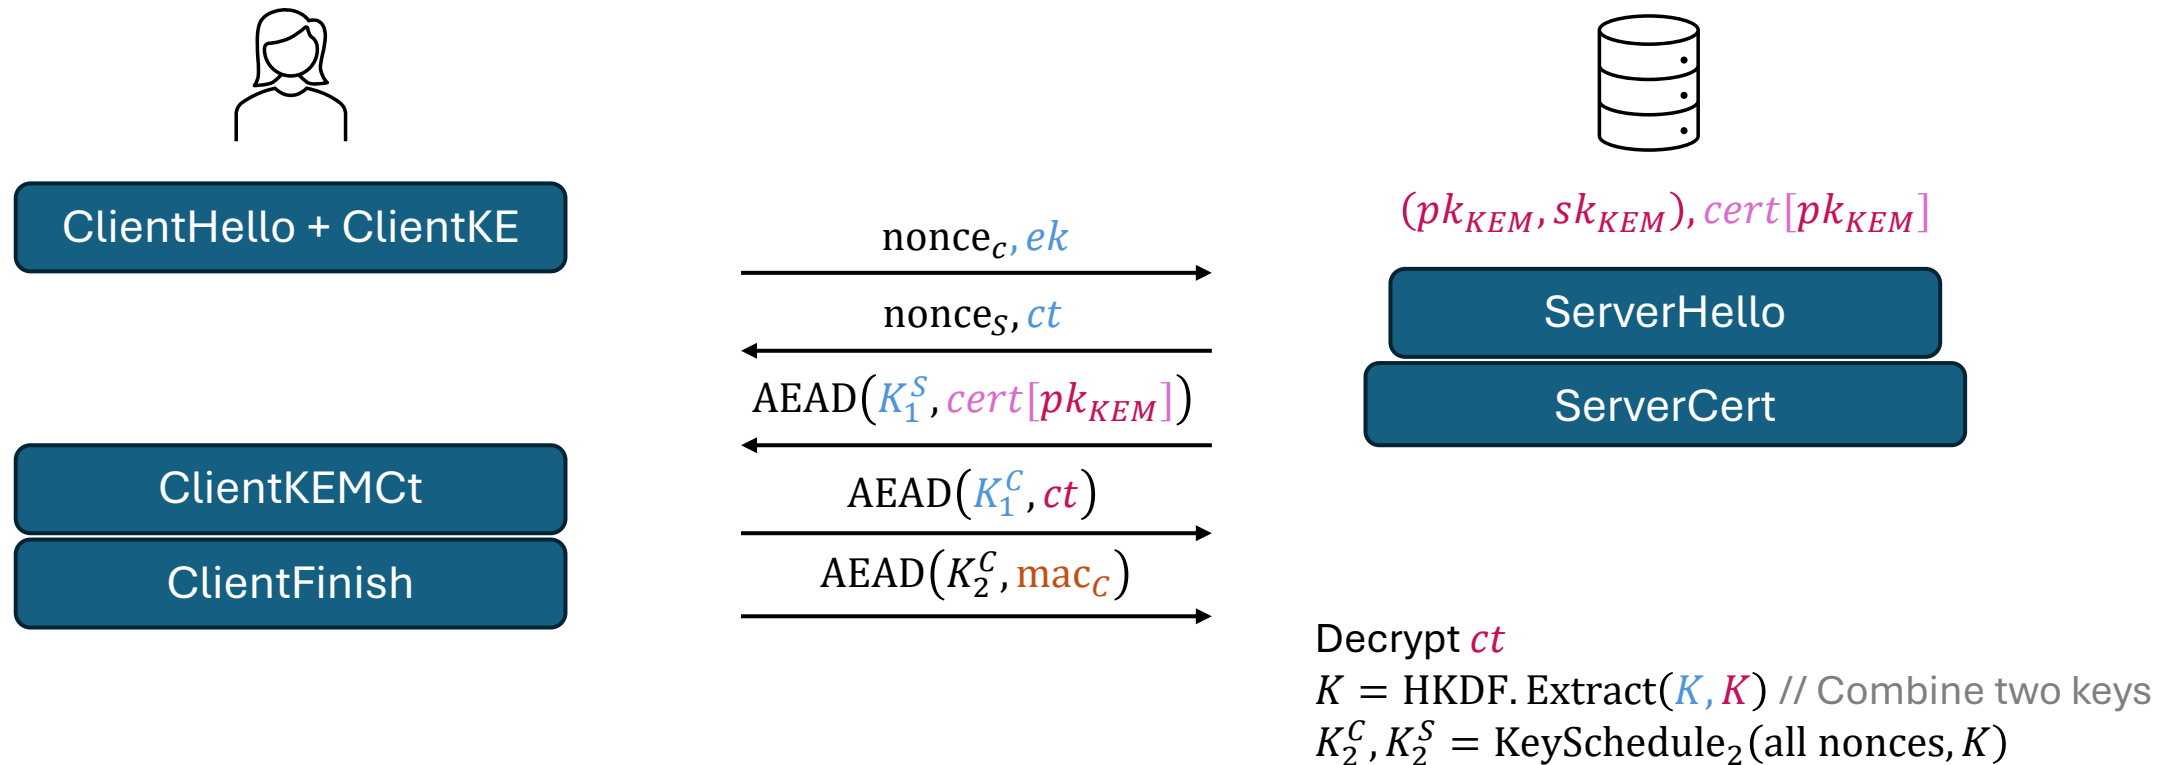 ClientHello + ClientKE
(pk_KEM, sk_KEM), cert[pk_KEM]
nonce_c, ek
ServerHello
nonce_S, ct
ServerCert
AEAD(K_1^S, cert[pk_KEM])
ClientKEMCt
AEAD(K_1^C, ct)
ClientFinish
AEAD(K_2^C, mac_C)
Decrypt ct
K = HKDF. Extract(K, K) // Combine two keys
K_2^C, K_2^S = KeySchedule_2(all nonces, K)